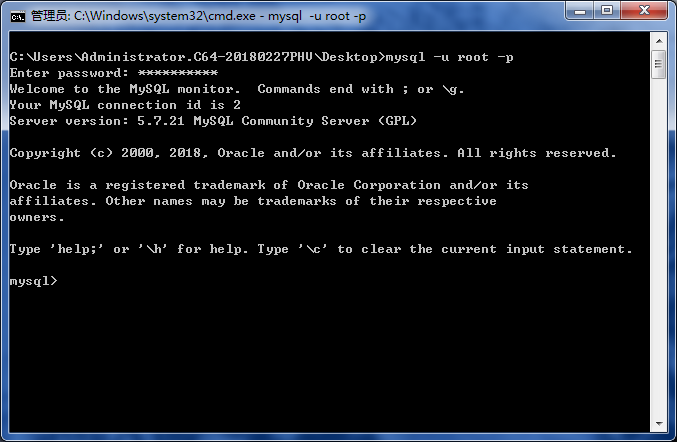 管理员: C:\Windows\system32\cmd.exe - mysql  -u root -p
C:\Users\Administrator.C64-20180227PHV\Desktop>mysql -u root -p
Enter password: **********
Welcome to the MySQL monitor.  Commands end with ; or \g.
Your MySQL connection id is 2
Server version: 5.7.21 MySQL Community Server (GPL)
Copyright (c) 2000, 2018, Oracle and/or its affiliates. All rights reserved.
Oracle is a registered trademark of Oracle Corporation and/or its
affiliates. Other names may be trademarks of their respective
owners.
Type 'help;' or '\h' for help. Type '\c' to clear the current input statement.
mysql>